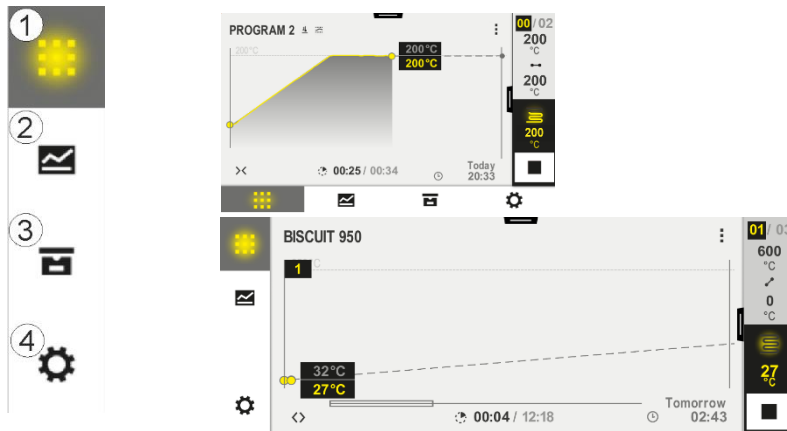 1
2
3
4
PROGRAM 2
200°C
200°C
200°C
00:25 / 00:34
Today
20:33
00/02
200
°C
200
°C
200
°C
BISCUIT 950
1
C
32°C
27°C
00:04 / 12:18
Tomorrow
02:43
01/03
600
°C
0
°C
27
°C